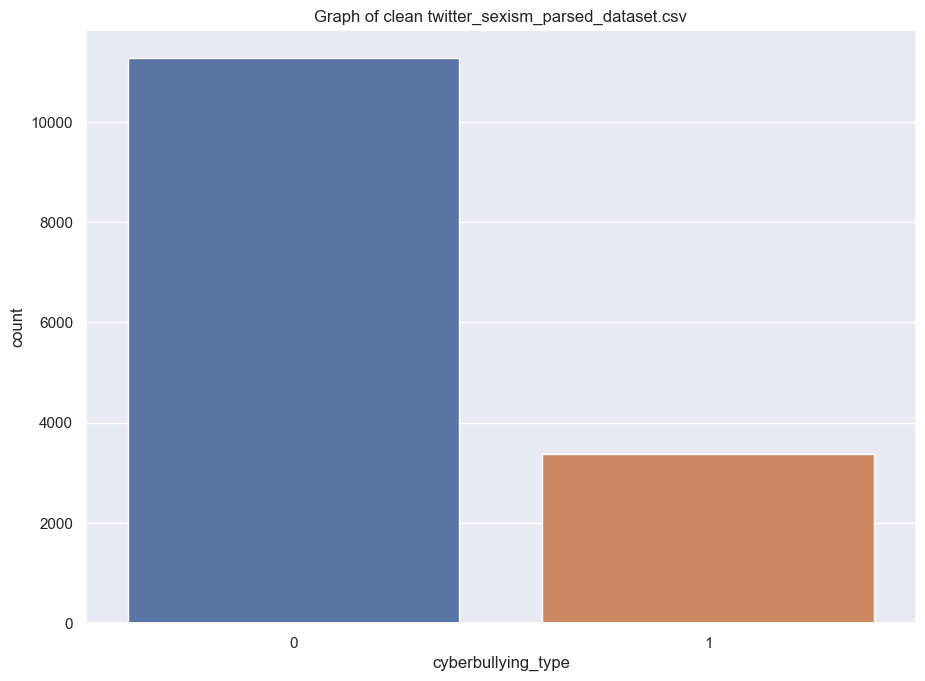 Graph of clean twitter_sexism_parsed_dataset.csv
10000
8000
6000
4000
2000
0
count
0 1
cyberbullying_type